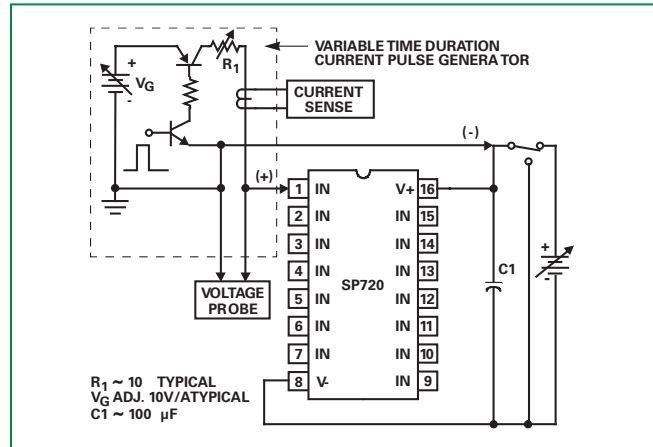 VARIABLE TIME DURATION
CURRENT PULSE GENERATOR
+
VG
-
R1
CURRENT
SENSE
(-)
(+)
1 IN V+ 16
2 IN IN 15
3 IN IN 14
4 IN IN 13
SP720
5 IN IN 12
6 IN IN 11
7 IN IN 10
8 V- IN 9
C1
+
-
VOLTAGE
PROBE
R1 ~ 10 TYPICAL
VG ADJ. 10V/ATYPICAL
C1 ~ 100 µF